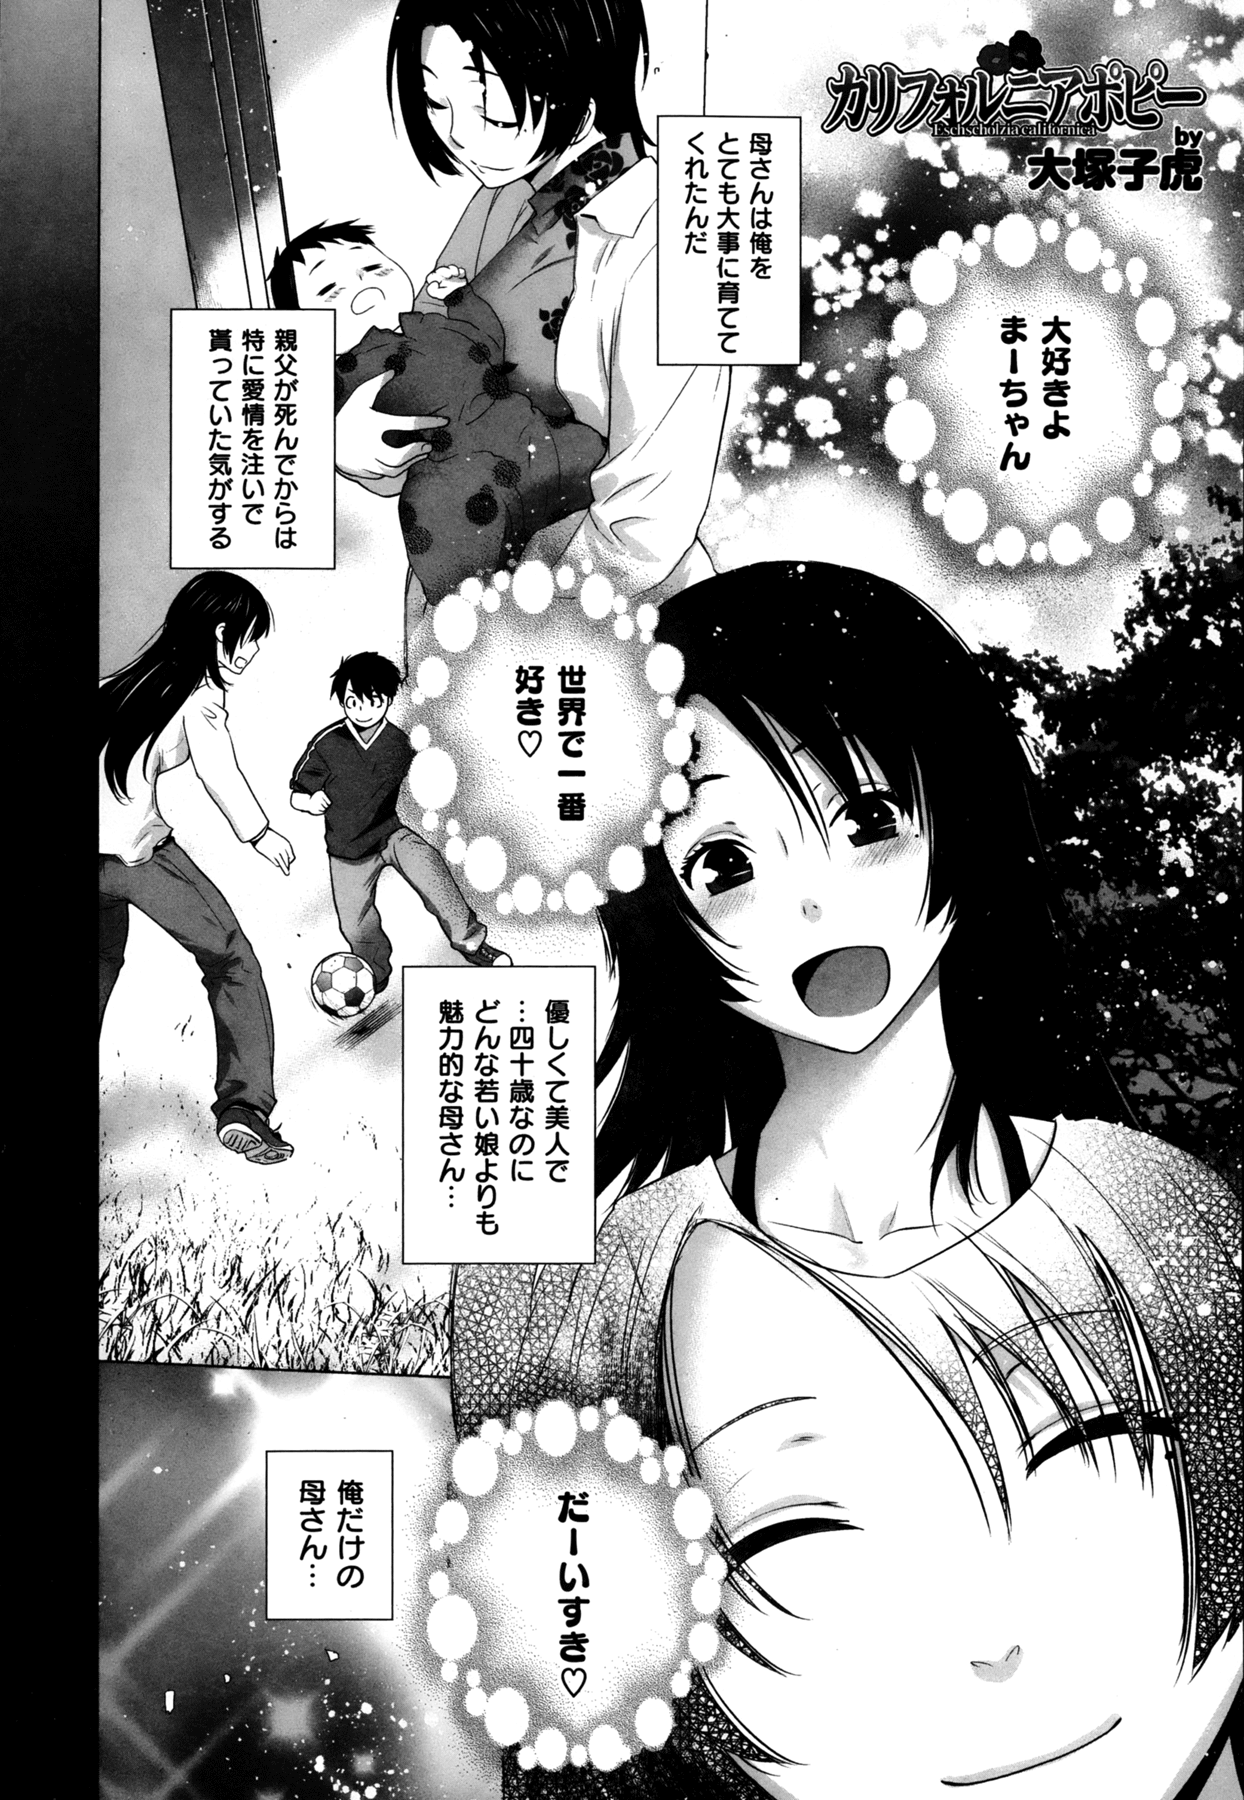 カリフォルニアポピー
Eschscholzia californica
by
大塚子虎
大好きよ
まーちゃん
母さんは俺を
とても大事に育てて
くれたんだ
親父が死んでからは
特に愛情を注いで
貰っていた気がする
世界で一番
好き♡
優しくて美人で
…四十歳なのに
どんな若い娘よりも
魅力的な母さん…
だーいすき♡
俺だけの
母さん…